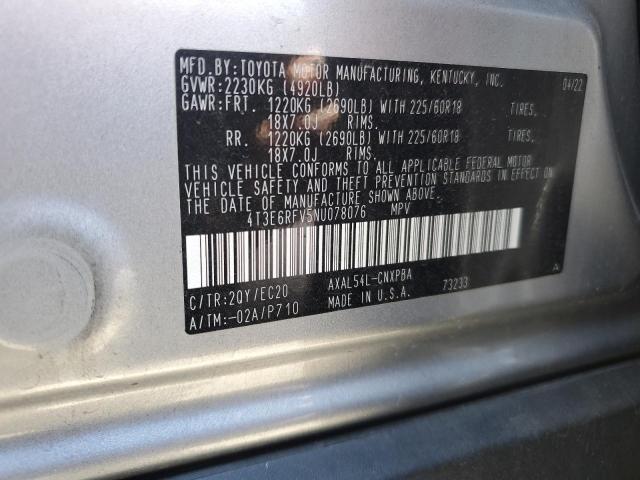 MFD.BY:TOYOTA MOTOR MANUFACTURING, KENTUCKY, INC.
GVWR:2230KG (4920LB) 04/22
GAWR:FRT. 1220KG (2690LB) WITH 225/60R18 TIRES,
18X7.0J RIMS.
RR. 1220KG (2690LB) WITH 225/60R18 TIRES,
18X7.0J RIMS.
THIS VEHICLE CONFORMS TO ALL APPLICABLE FEDERAL MOTOR
VEHICLE SAFETY AND THEFT PREVENTION STANDARDS IN EFFECT ON
THE DATE OF MANUFACTURE SHOWN ABOVE.
4T3E6RFV5NU078076 MPV
C/TR:2QY/EC20 AXAL54L-CNXPBA A
A/TM:-02A/P710 MADE IN U.S.A. 73233